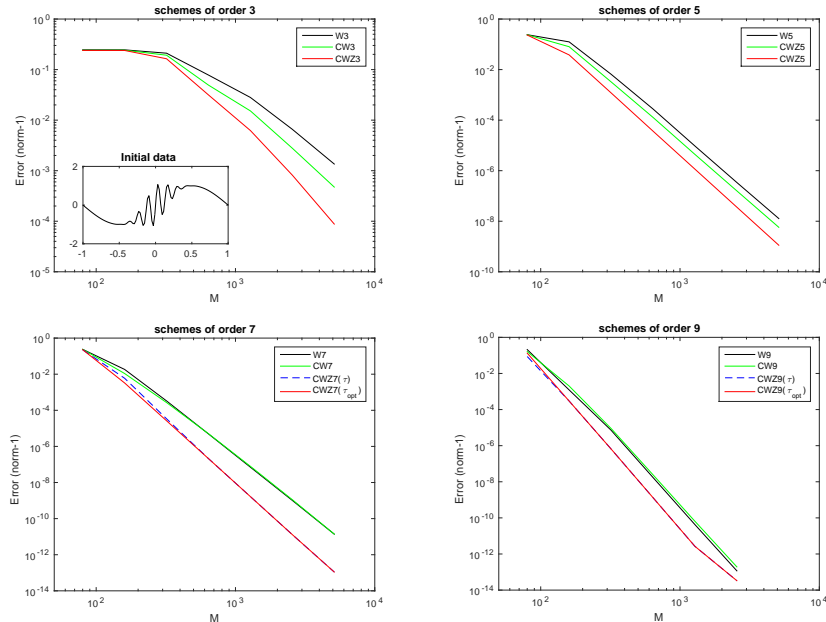 schemes of order 3
10^0
10^-1
10^-2
10^-3
10^-4
10^-5
Error (norm-1)
W3
CW3
CWZ3
Initial data
2
0
-2
-1 -0.5 0 0.5 1
10^2 10^3 10^4
M
schemes of order 5
10^0
10^-2
10^-4
10^-6
10^-8
10^-10
Error (norm-1)
W5
CWZ5
CWZ5
10^2 10^3 10^4
M
schemes of order 7
10^0
10^-2
10^-4
10^-6
10^-8
10^-10
10^-12
10^-14
Error (norm-1)
W7
CW7
CWZ7(τ)
CWZ7(τ_opt)
10^2 10^3 10^4
M
schemes of order 9
10^0
10^-2
10^-4
10^-6
10^-8
10^-10
10^-12
10^-14
Error (norm-1)
W9
CW9
CWZ9(τ)
CWZ9(τ_opt)
10^2 10^3 10^4
M